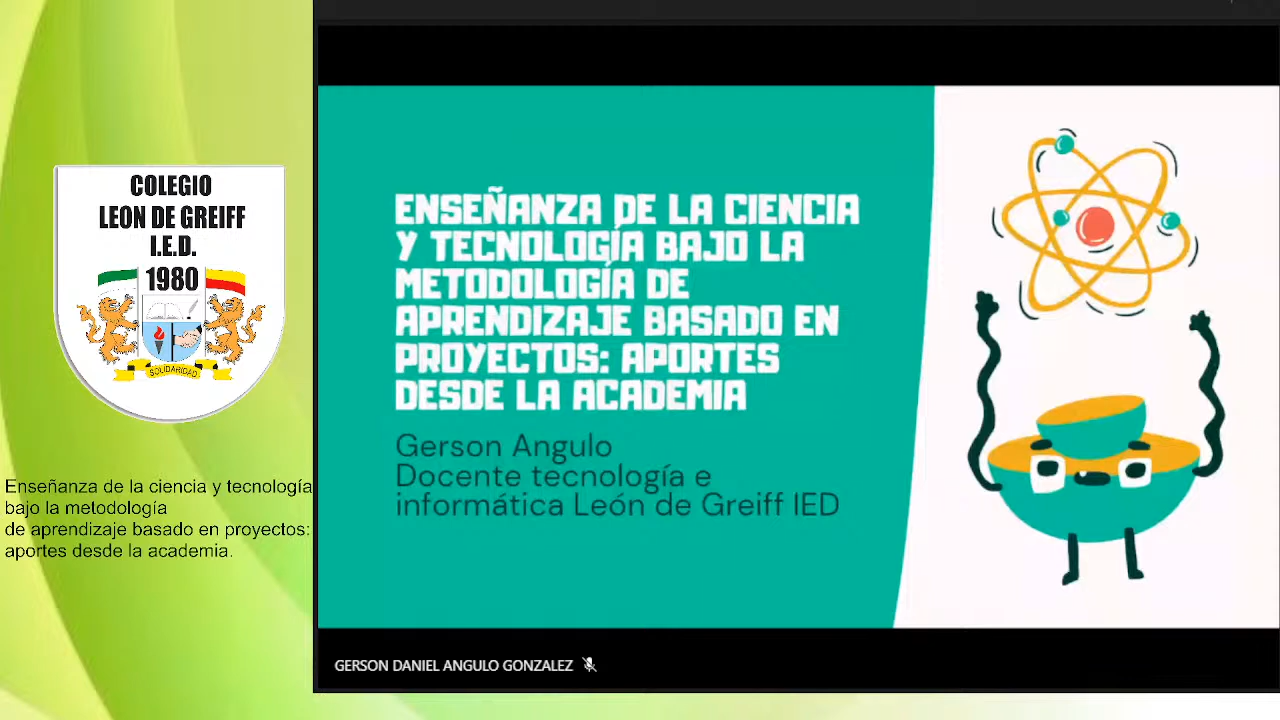 COLEGIO
LEON DE GREIFF
I.E.D.
1980
SOLIDARIDAD
Enseñanza de la ciencia y tecnología
bajo la metodología
de aprendizaje basado en proyectos:
aportes desde la academia.
ENSEÑANZA DE LA CIENCIA
Y TECNOLOGÍA BAJO LA
METODOLOGÍA DE
APRENDIZAJE BASADO EN
PROYECTOS: APORTES
DESDE LA ACADEMIA
Gerson Angulo
Docente tecnología e
informática León de Greiff IED
GERSON DANIEL ANGULO GONZALEZ